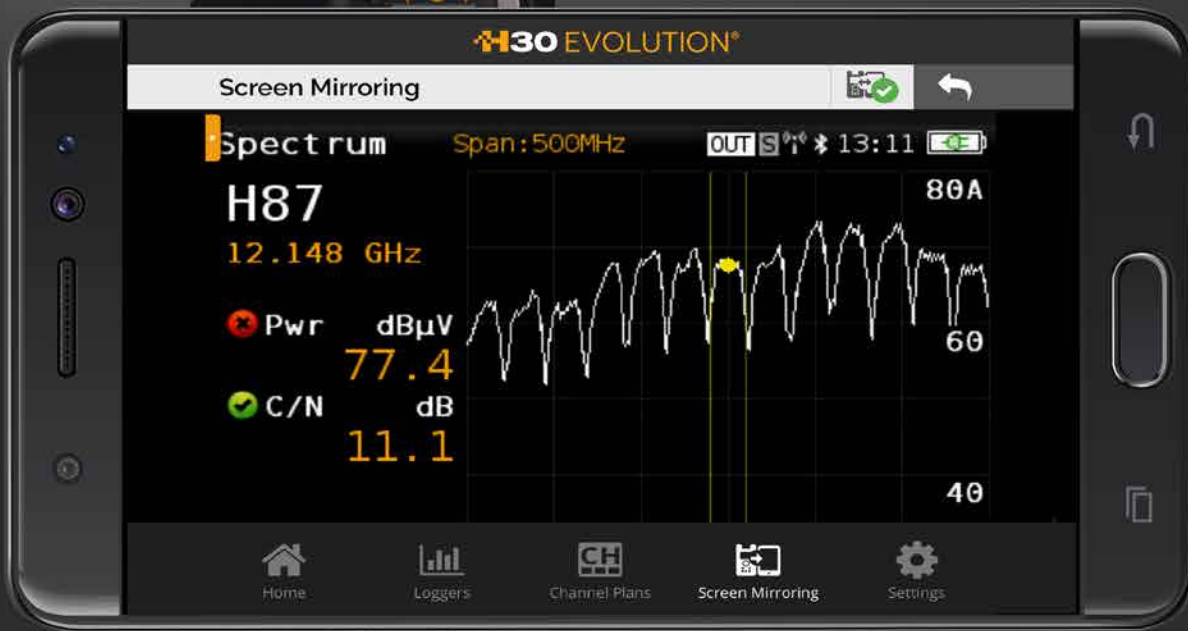 H30 EVOLUTION®
Screen Mirroring
Spectrum Span:500MHz OUT S 13:11
H87
12.148 GHz
80A
Pwr dBµV
77.4
60
C/N dB
11.1
40
Home Loggers CH Channel Plans Screen Mirroring Settings